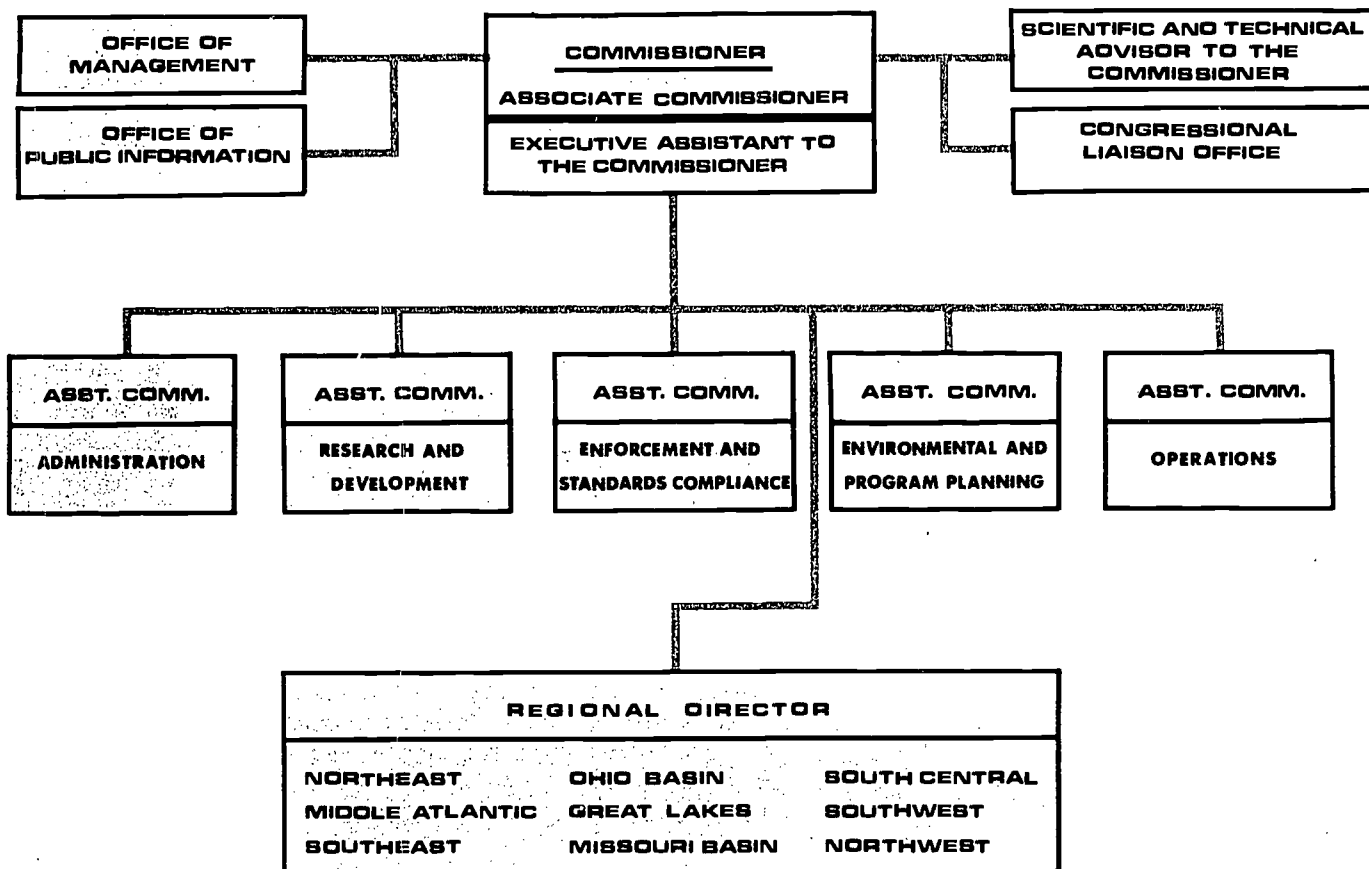 OFFICE OF
MANAGEMENT
OFFICE OF
PUBLIC INFORMATION
COMMISSIONER
ASSOCIATE COMMISSIONER
EXECUTIVE ASSISTANT TO
THE COMMISSIONER
SCIENTIFIC AND TECHNICAL
ADVISOR TO THE
COMMISSIONER
CONGRESSIONAL
LIAISON OFFICE
ASST. COMM.
ADMINISTRATION
ASST. COMM.
RESEARCH AND
DEVELOPMENT
ASST. COMM.
ENFORCEMENT AND
STANDARDS COMPLIANCE
ASST. COMM.
ENVIRONMENTAL AND
PROGRAM PLANNING
ASST. COMM.
OPERATIONS
REGIONAL DIRECTOR
NORTHEAST
MIDDLE ATLANTIC
SOUTHEAST
OHIO BASIN
GREAT LAKES
MISSOURI BASIN
SOUTH CENTRAL
SOUTHWEST
NORTHWEST